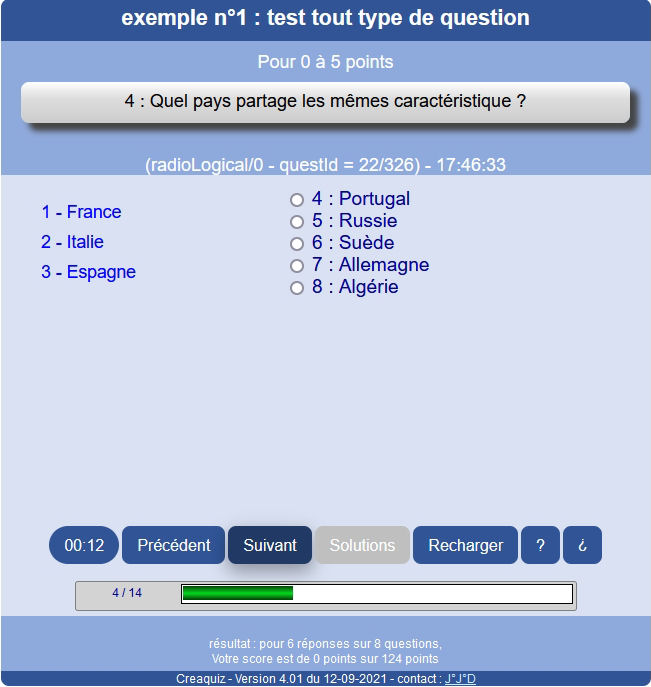 exemple n°1 : test tout type de question
Pour 0 à 5 points
4 : Quel pays partage les mêmes caractéristique ?
(radioLogical/0 - questId = 22/326) - 17:46:33
1 - France
2 - Italie
3 - Espagne
4 : Portugal
5 : Russie
6 : Suède
7 : Allemagne
8 : Algérie
00:12 Précédent Suivant Solutions Recharger ? ¿
4 / 14
résultat : pour 6 réponses sur 8 questions,
Votre score est de 0 points sur 124 points
Creaquiz - Version 4.01 du 12-09-2021 - contact : J°J°D